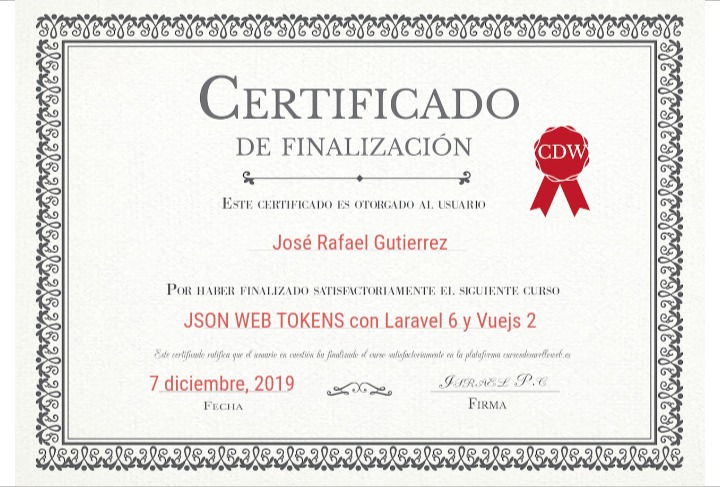 CERTIFICADO
DE FINALIZACIÓN
CDW
ESTE CERTIFICADO ES OTORGADO AL USUARIO
José Rafael Gutierrez
POR HABER FINALIZADO SATISFACTORIAMENTE EL SIGUIENTE CURSO
JSON WEB TOKENS con Laravel 6 y Vuejs 2
Este certificado ratifica que el usuario en cuestión ha finalizado el curso satisfactoriamente en la plataforma cursosdesarrolloweb.es
7 diciembre, 2019
ISRAEL P.C
FECHA
FIRMA